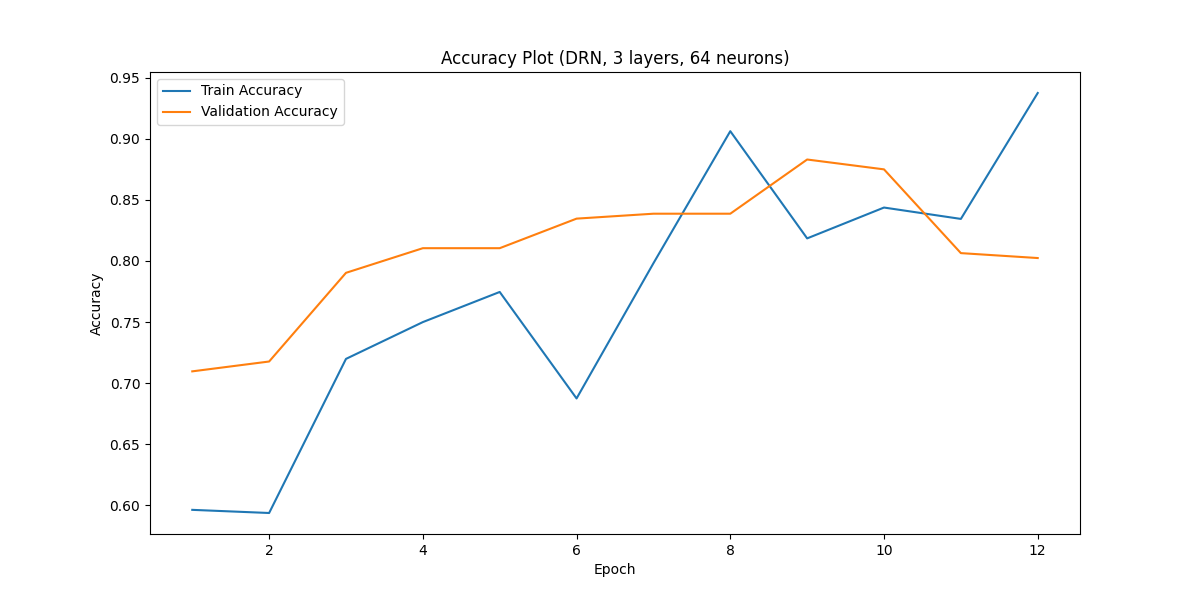 Accuracy Plot (DRN, 3 layers, 64 neurons)
Train Accuracy
Validation Accuracy
0.95
0.90
0.85
0.80
0.75
0.70
0.65
0.60
Accuracy
2 4 6 8 10 12
Epoch